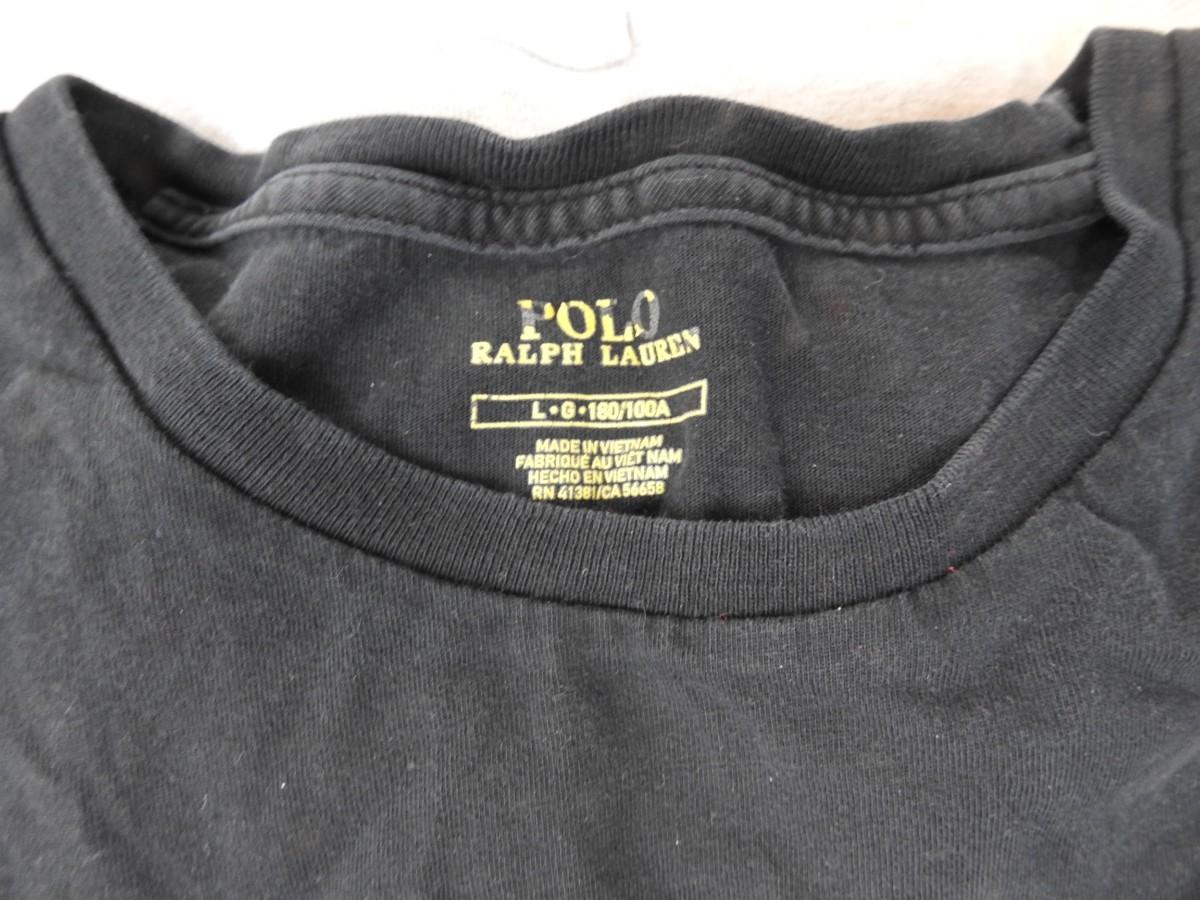 POLO
RALPH LAUREN
L•G•180/100A
MADE IN VIETNAM
FABRIQUÉ AU VIET NAM
HECHO EN VIETNAM
RN 41381/CA 56658